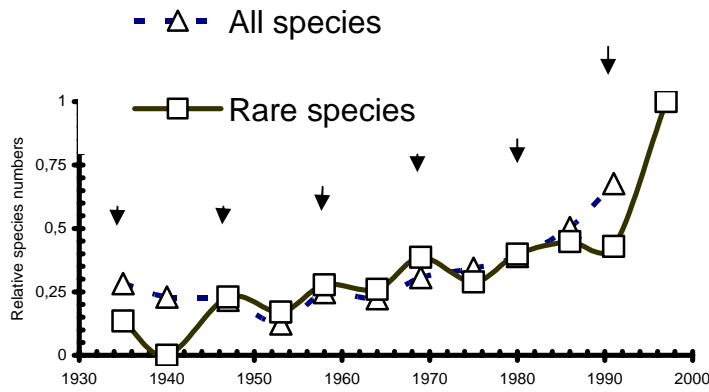 All species
Rare species
Relative species numbers
1
0,75
0,5
0,25
0
1930 1940 1950 1960 1970 1980 1990 2000